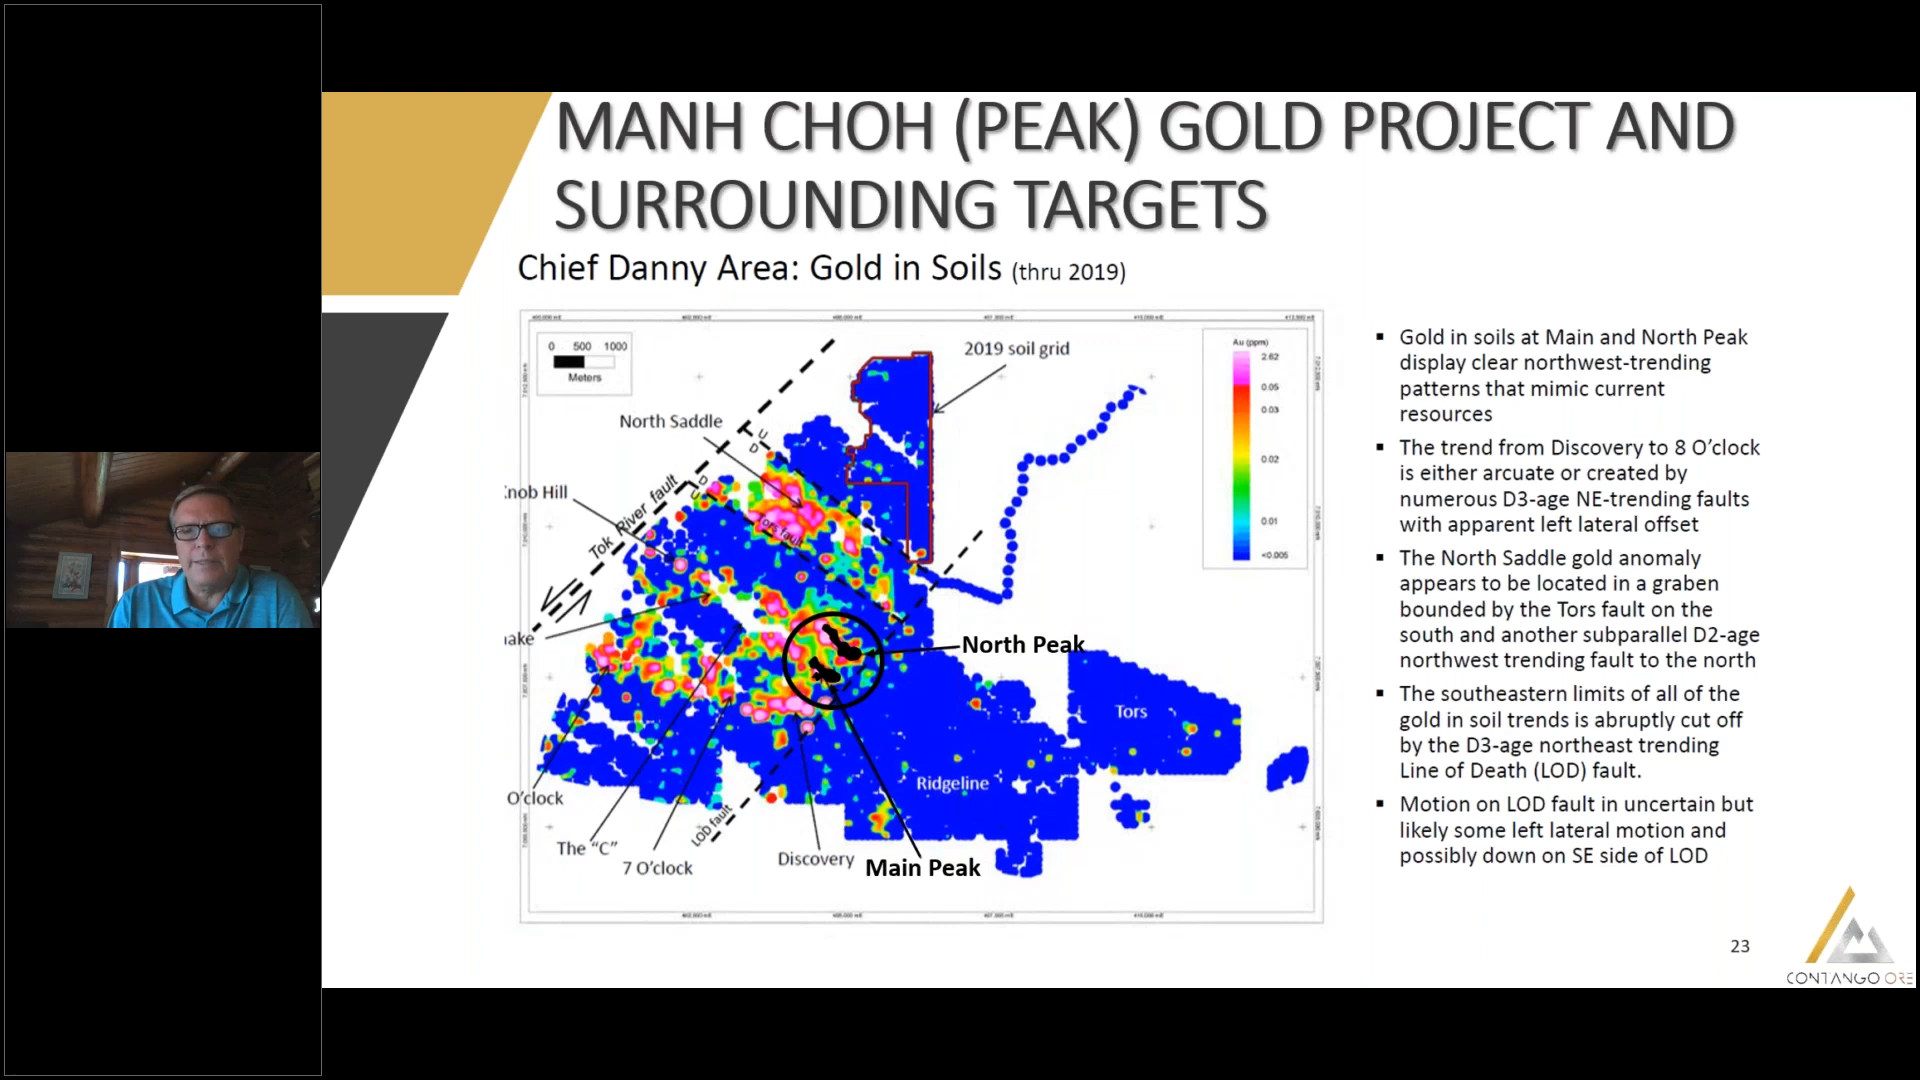 MANH CHOH (PEAK) GOLD PROJECT AND
SURROUNDING TARGETS
Chief Danny Area: Gold in Soils (thru 2019)
0 500 1000
Meters
2019 soil grid
Au (ppm)
2.62
0.05
0.03
0.02
0.01
<0.005
North Saddle
U
D
D
U
nob Hill
Tok River fault
Tors fault
ake
North Peak
Tors
Ridgeline
O'clock
LOD fault
The "C"
7 O'clock
Discovery
Main Peak
▪ Gold in soils at Main and North Peak
display clear northwest-trending
patterns that mimic current
resources
▪ The trend from Discovery to 8 O'clock
is either arcuate or created by
numerous D3-age NE-trending faults
with apparent left lateral offset
▪ The North Saddle gold anomaly
appears to be located in a graben
bounded by the Tors fault on the
south and another subparallel D2-age
northwest trending fault to the north
▪ The southeastern limits of all of the
gold in soil trends is abruptly cut off
by the D3-age northeast trending
Line of Death (LOD) fault.
▪ Motion on LOD fault in uncertain but
likely some left lateral motion and
possibly down on SE side of LOD
23
CONTANGO ORE